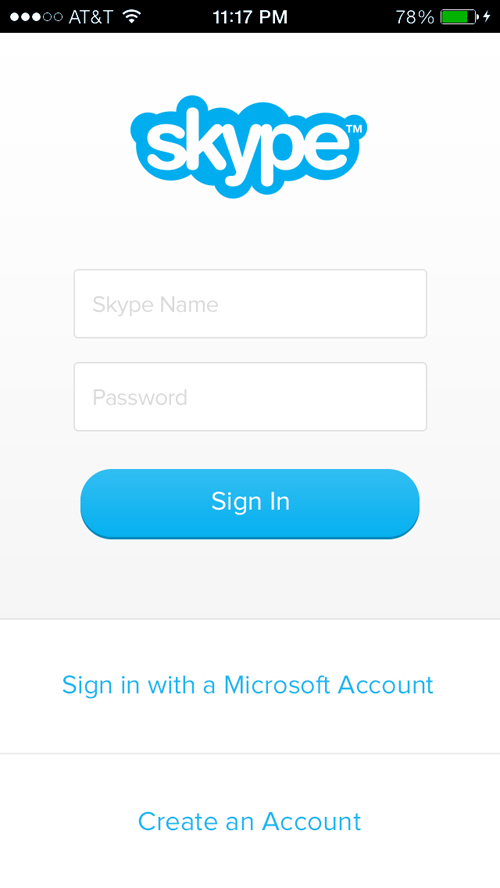 AT&T 11:17 PM 78%
skype™
Skype Name
Password
Sign In
Sign in with a Microsoft Account
Create an Account